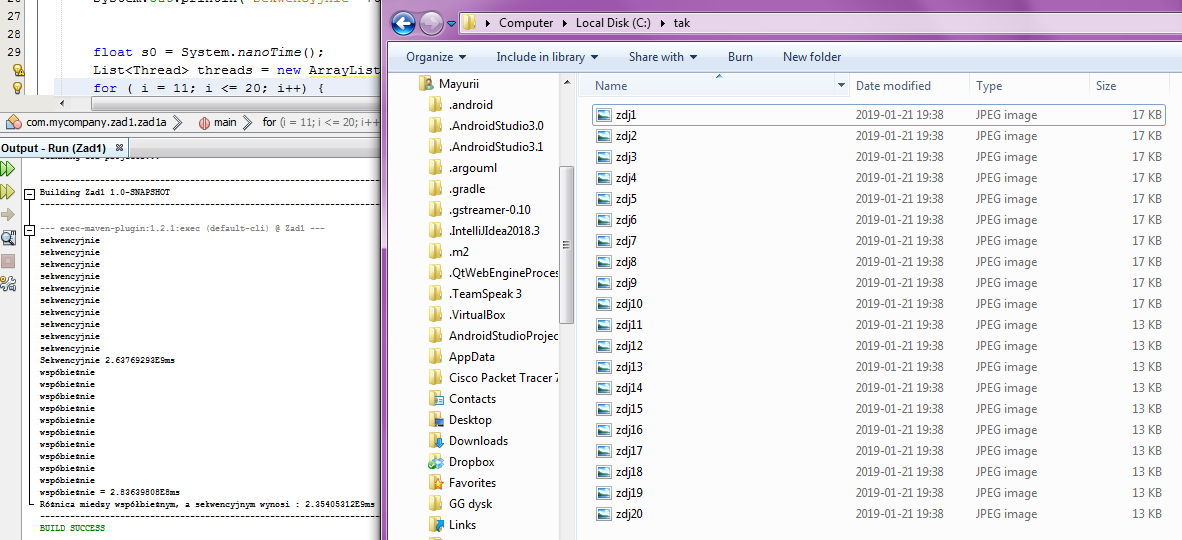 26
27
28
29
float s0 = System.nanoTime();
List<Thread> threads = new ArrayList
for ( i = 11; i <= 20; i++) {
com.mycompany.zad1.zad1a main for (i = 11; i <= 20; i++
Output - Run (Zad1)
Building Zad1 1.0-SNAPSHOT
--- exec-maven-plugin:1.2.1:exec (default-cli) @ Zad1 ---
sekwencyjnie
sekwencyjnie
sekwencyjnie
sekwencyjnie
sekwencyjnie
sekwencyjnie
sekwencyjnie
sekwencyjnie
sekwencyjnie
sekwencyjnie
Sekwencyjnie 2.63769293E9ms
wspóbieżnie
wspóbieżnie
wspóbieżnie
wspóbieżnie
wspóbieżnie
wspóbieżnie
wspóbieżnie
wspóbieżnie
wspóbieżnie
wspóbieżnie
wspóbieżnie = 2.83639808E8ms
Różnica miedzy współbieżnym, a sekwencyjnym wynosi : 2.35405312E9ms
BUILD SUCCESS
Computer Local Disk (C:) tak
Organize Include in library Share with Burn New folder
Mayurii
.android
.AndroidStudio3.0
.AndroidStudio3.1
.argouml
.gradle
.gstreamer-0.10
.IntelliJIdea2018.3
.m2
.QtWebEngineProces
.TeamSpeak 3
.VirtualBox
AndroidStudioProjec
AppData
Cisco Packet Tracer 7
Contacts
Desktop
Downloads
Dropbox
Favorites
GG dysk
Links
Name Date modified Type Size
zdj1 2019-01-21 19:38 JPEG image 17 KB
zdj2 2019-01-21 19:38 JPEG image 17 KB
zdj3 2019-01-21 19:38 JPEG image 17 KB
zdj4 2019-01-21 19:38 JPEG image 17 KB
zdj5 2019-01-21 19:38 JPEG image 17 KB
zdj6 2019-01-21 19:38 JPEG image 17 KB
zdj7 2019-01-21 19:38 JPEG image 17 KB
zdj8 2019-01-21 19:38 JPEG image 17 KB
zdj9 2019-01-21 19:38 JPEG image 17 KB
zdj10 2019-01-21 19:38 JPEG image 17 KB
zdj11 2019-01-21 19:38 JPEG image 13 KB
zdj12 2019-01-21 19:38 JPEG image 13 KB
zdj13 2019-01-21 19:38 JPEG image 13 KB
zdj14 2019-01-21 19:38 JPEG image 13 KB
zdj15 2019-01-21 19:38 JPEG image 13 KB
zdj16 2019-01-21 19:38 JPEG image 13 KB
zdj17 2019-01-21 19:38 JPEG image 13 KB
zdj18 2019-01-21 19:38 JPEG image 13 KB
zdj19 2019-01-21 19:38 JPEG image 13 KB
zdj20 2019-01-21 19:38 JPEG image 13 KB